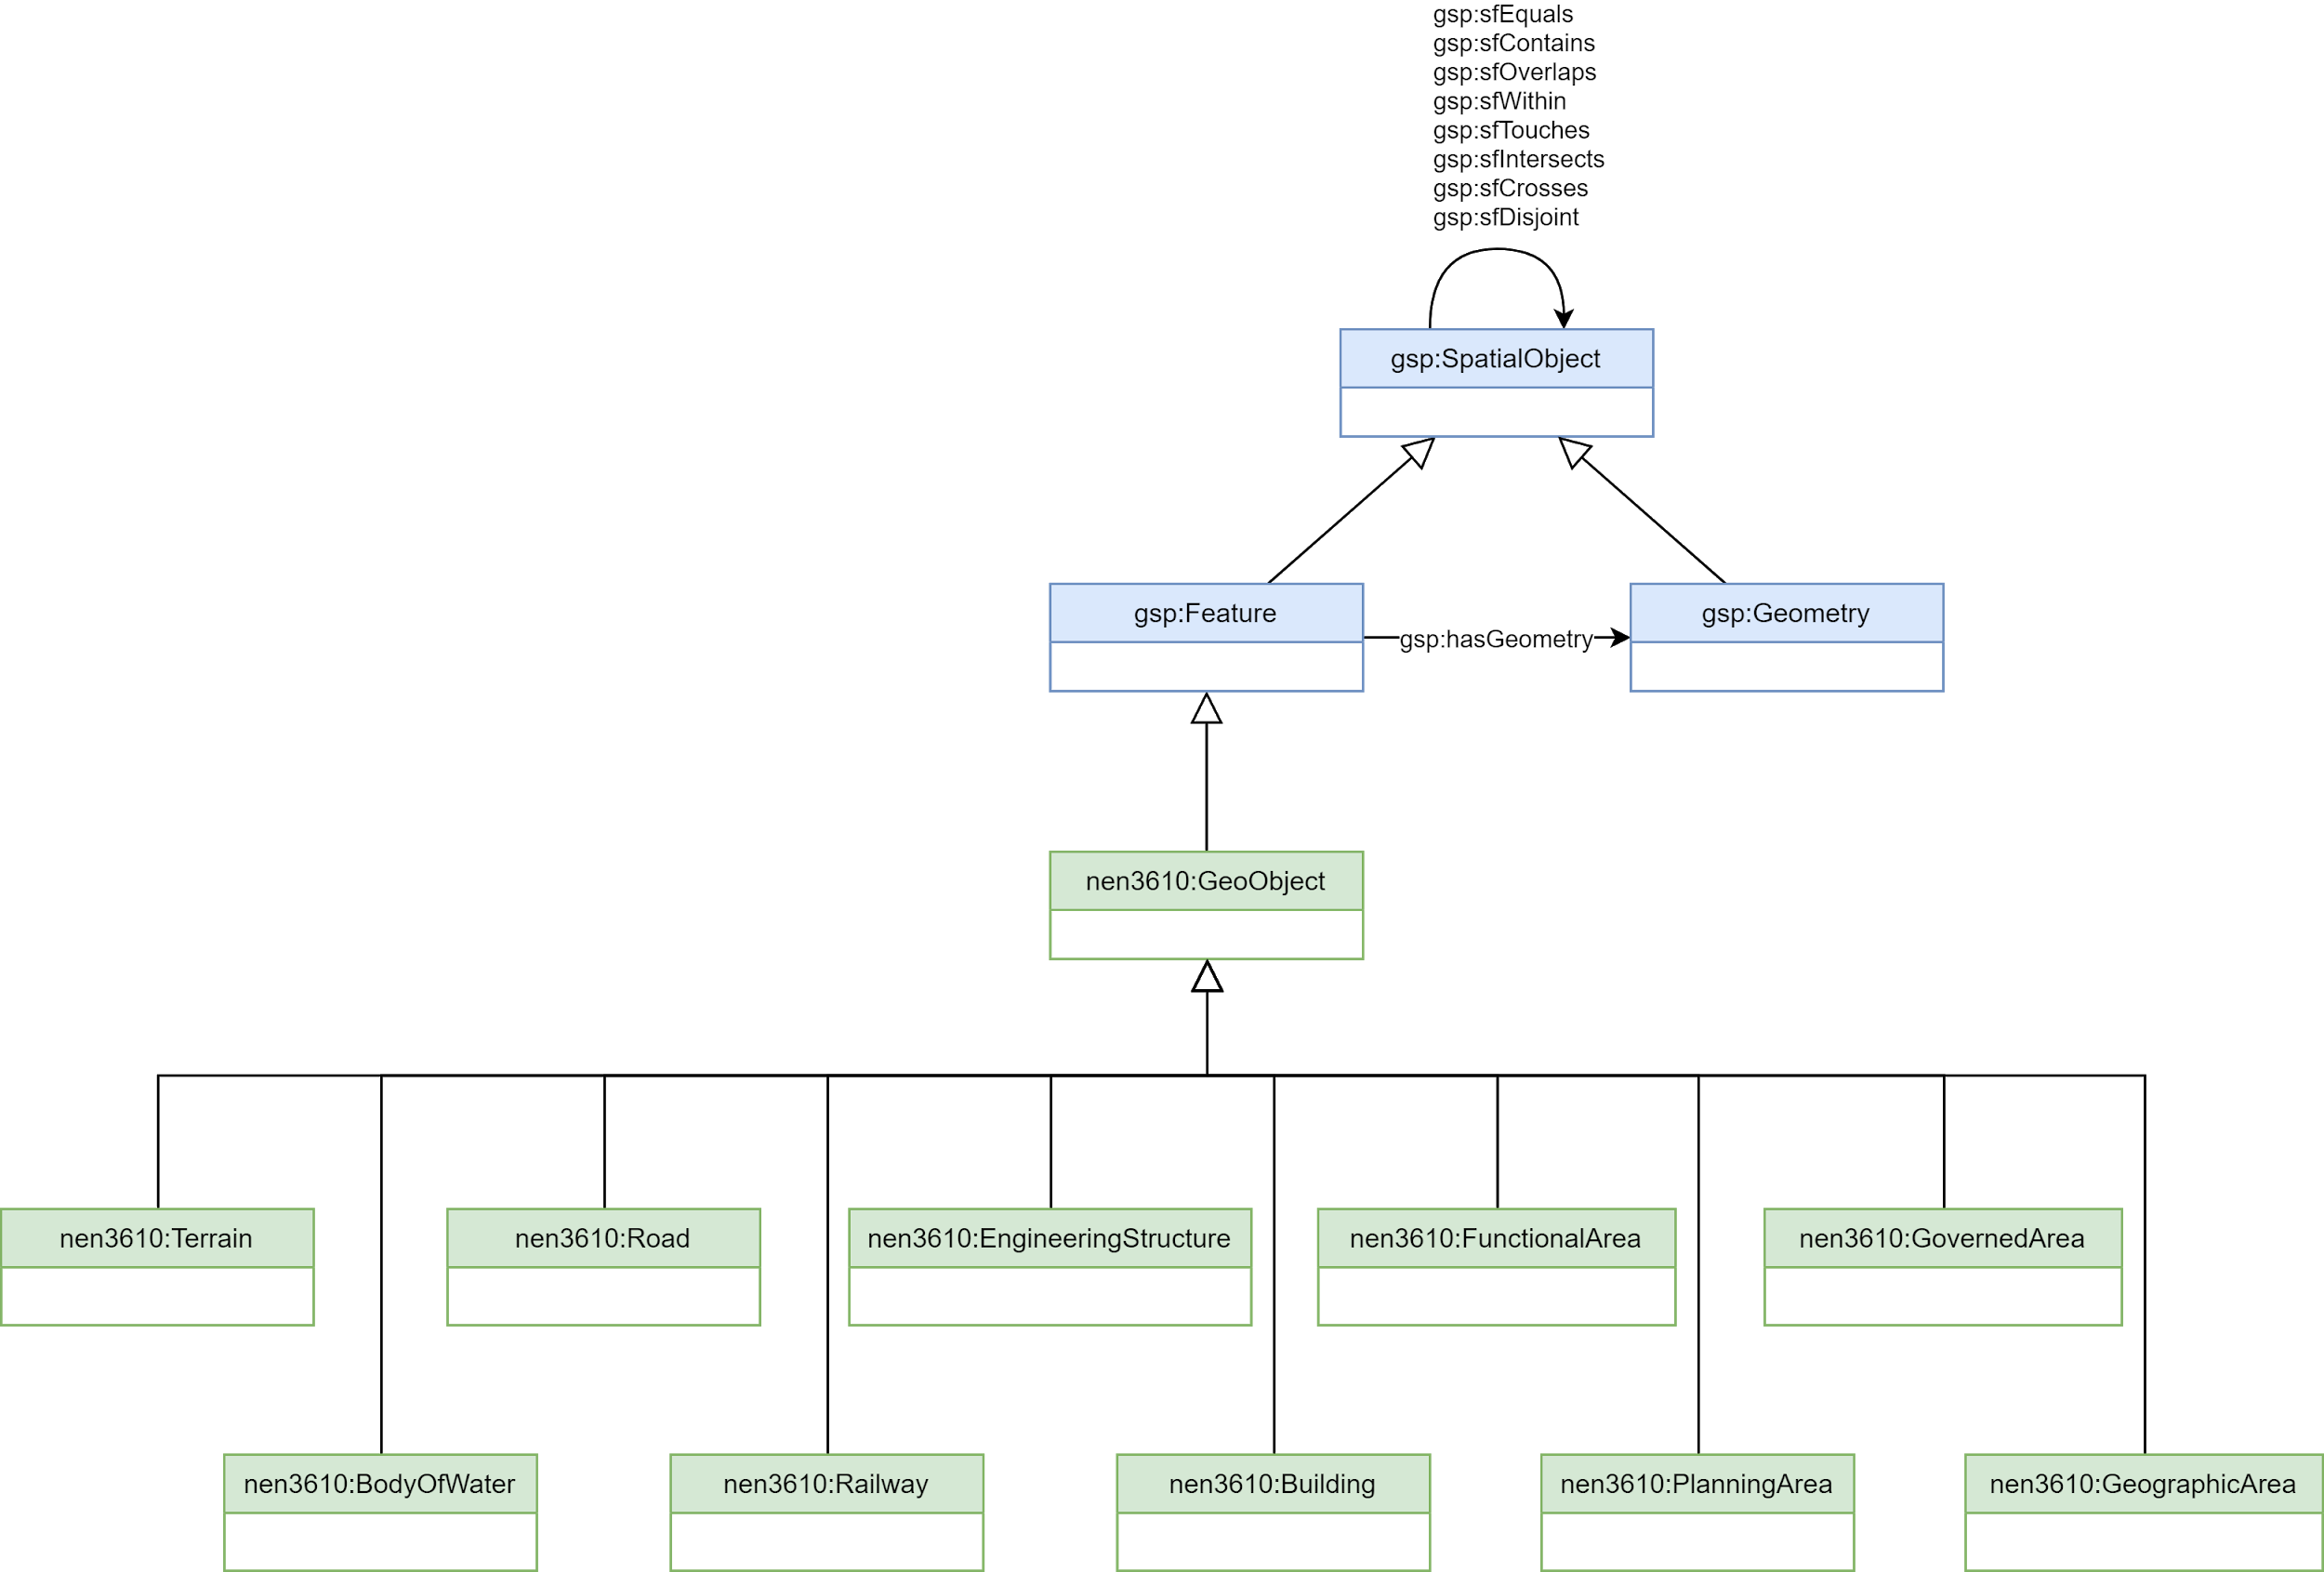 gsp:sfEquals
gsp:sfContains
gsp:sfOverlaps
gsp:sfWithin
gsp:sfTouches
gsp:sfIntersects
gsp:sfCrosses
gsp:sfDisjoint
gsp:SpatialObject
gsp:Feature
gsp:hasGeometry
gsp:Geometry
nen3610:GeoObject
nen3610:Terrain
nen3610:Road
nen3610:EngineeringStructure
nen3610:FunctionalArea
nen3610:GovernedArea
nen3610:BodyOfWater
nen3610:Railway
nen3610:Building
nen3610:PlanningArea
nen3610:GeographicArea